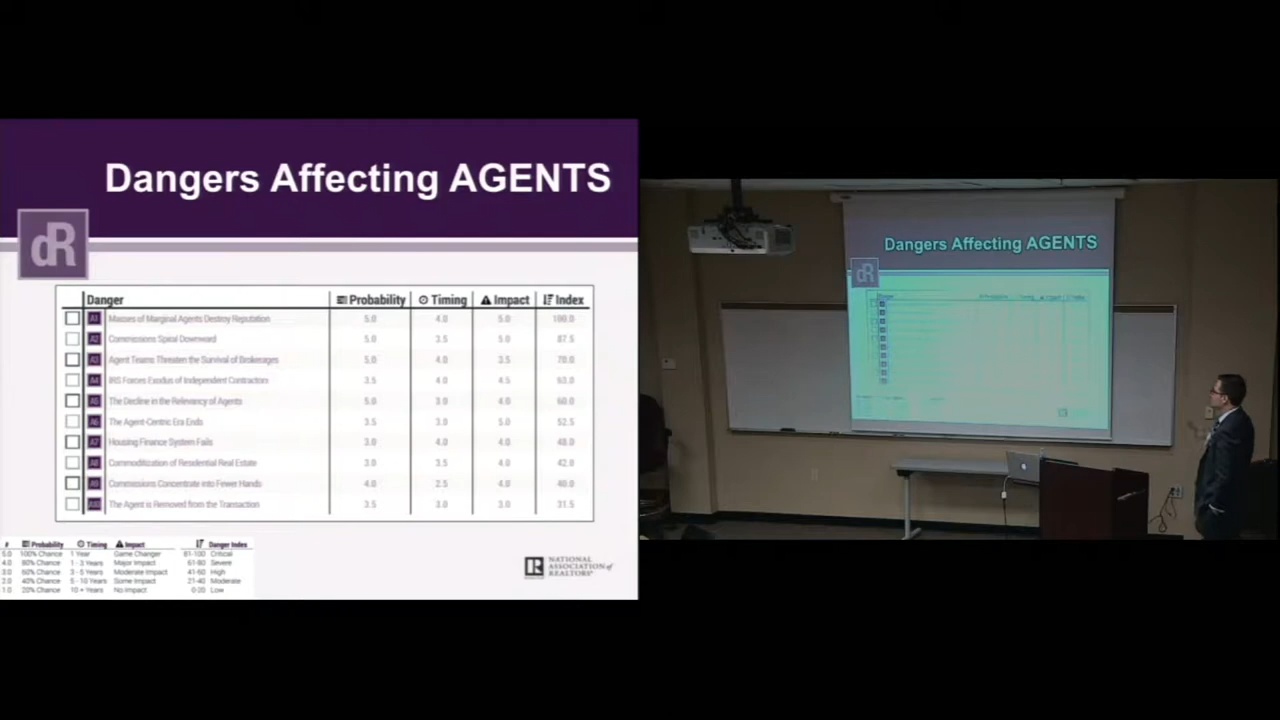 Dangers Affecting AGENTS
dR
Danger Probability Timing Impact Index
A1 Masses of Marginal Agents Destroy Reputation 5.0 4.0 5.0 100.0
A2 Commissions Spiral Downward 5.0 3.5 5.0 87.5
A3 Agent Teams Threaten the Survival of Brokerages 5.0 4.0 3.5 70.0
A4 IRS Forces Exodus of Independent Contractors 3.5 4.0 4.5 63.0
A5 The Decline in the Relevancy of Agents 5.0 3.0 4.0 60.0
A6 The Agent-Centric Era Ends 3.5 3.0 5.0 52.5
A7 Housing Finance System Fails 3.0 4.0 4.0 48.0
A8 Commoditization of Residential Real Estate 3.0 3.5 4.0 42.0
A9 Commissions Concentrate into Fewer Hands 4.0 2.5 4.0 40.0
A10 The Agent is Removed from the Transaction 3.5 3.0 3.0 31.5
# Probability Timing Impact Danger Index
5.0 100% Chance 1 Year Game Changer 81-100 Critical
4.0 80% Chance 1 - 3 Years Major Impact 61-80 Severe
3.0 60% Chance 3 - 5 Years Moderate Impact 41-60 High
2.0 40% Chance 5 - 10 Years Some Impact 21-40 Moderate
1.0 20% Chance 10 + Years No Impact 0-20 Low
NATIONAL
ASSOCIATION of
REALTORS®
Dangers Affecting AGENTS
dR